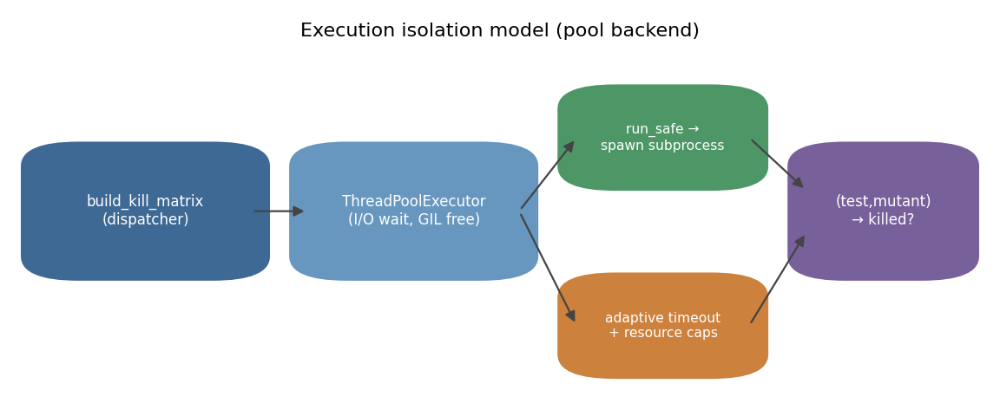 Execution isolation model (pool backend)
build_kill_matrix
(dispatcher)
ThreadPoolExecutor
(I/O wait, GIL free)
run_safe →
spawn subprocess
adaptive timeout
+ resource caps
(test,mutant)
→ killed?